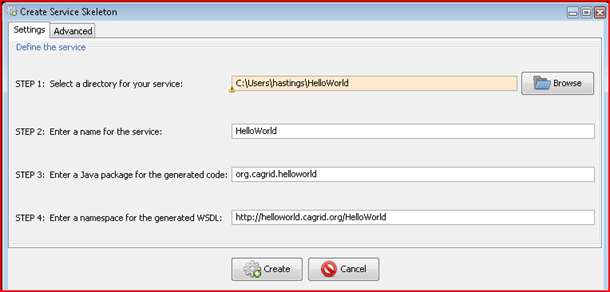 Create Service Skeleton
Settings Advanced
Define the service
STEP 1: Select a directory for your service: C:\Users\hastings\HelloWorld Browse
STEP 2: Enter a name for the service: HelloWorld
STEP 3: Enter a Java package for the generated code: org.cagrid.helloworld
STEP 4: Enter a namespace for the generated WSDL: http://helloworld.cagrid.org/HelloWorld
Create Cancel